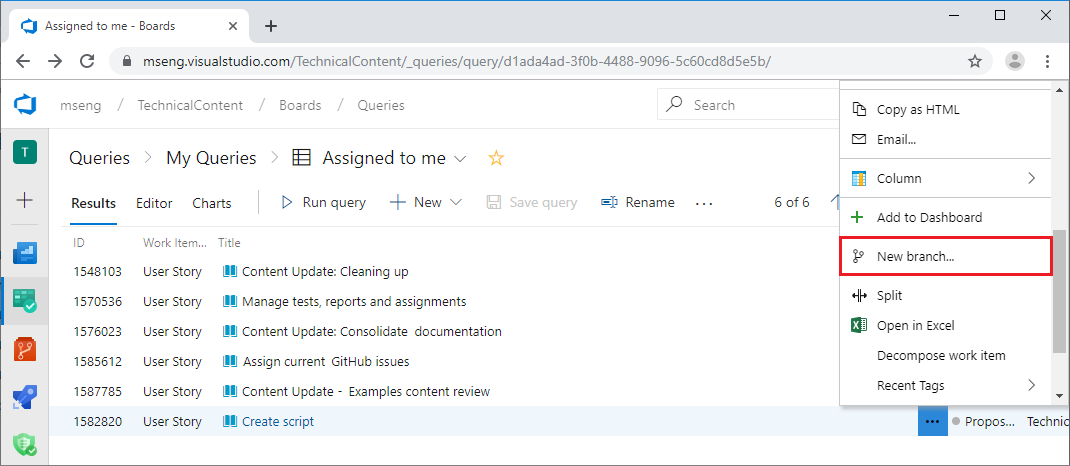 Assigned to me - Boards
mseng.visualstudio.com/TechnicalContent/_queries/query/d1ada4ad-3f0b-4488-9096-5c60cd8d5e5b/
mseng / TechnicalContent / Boards / Queries
Search
T
Queries > My Queries > Assigned to me
Results Editor Charts Run query New Save query Rename ... 6 of 6
ID Work Item... Title
1548103 User Story Content Update: Cleaning up
1570536 User Story Manage tests, reports and assignments
1576023 User Story Content Update: Consolidate documentation
1585612 User Story Assign current GitHub issues
1587785 User Story Content Update - Examples content review
1582820 User Story Create script ... Propos... Technic
Copy as HTML
Email...
Column
Add to Dashboard
New branch...
Split
Open in Excel
Decompose work item
Recent Tags